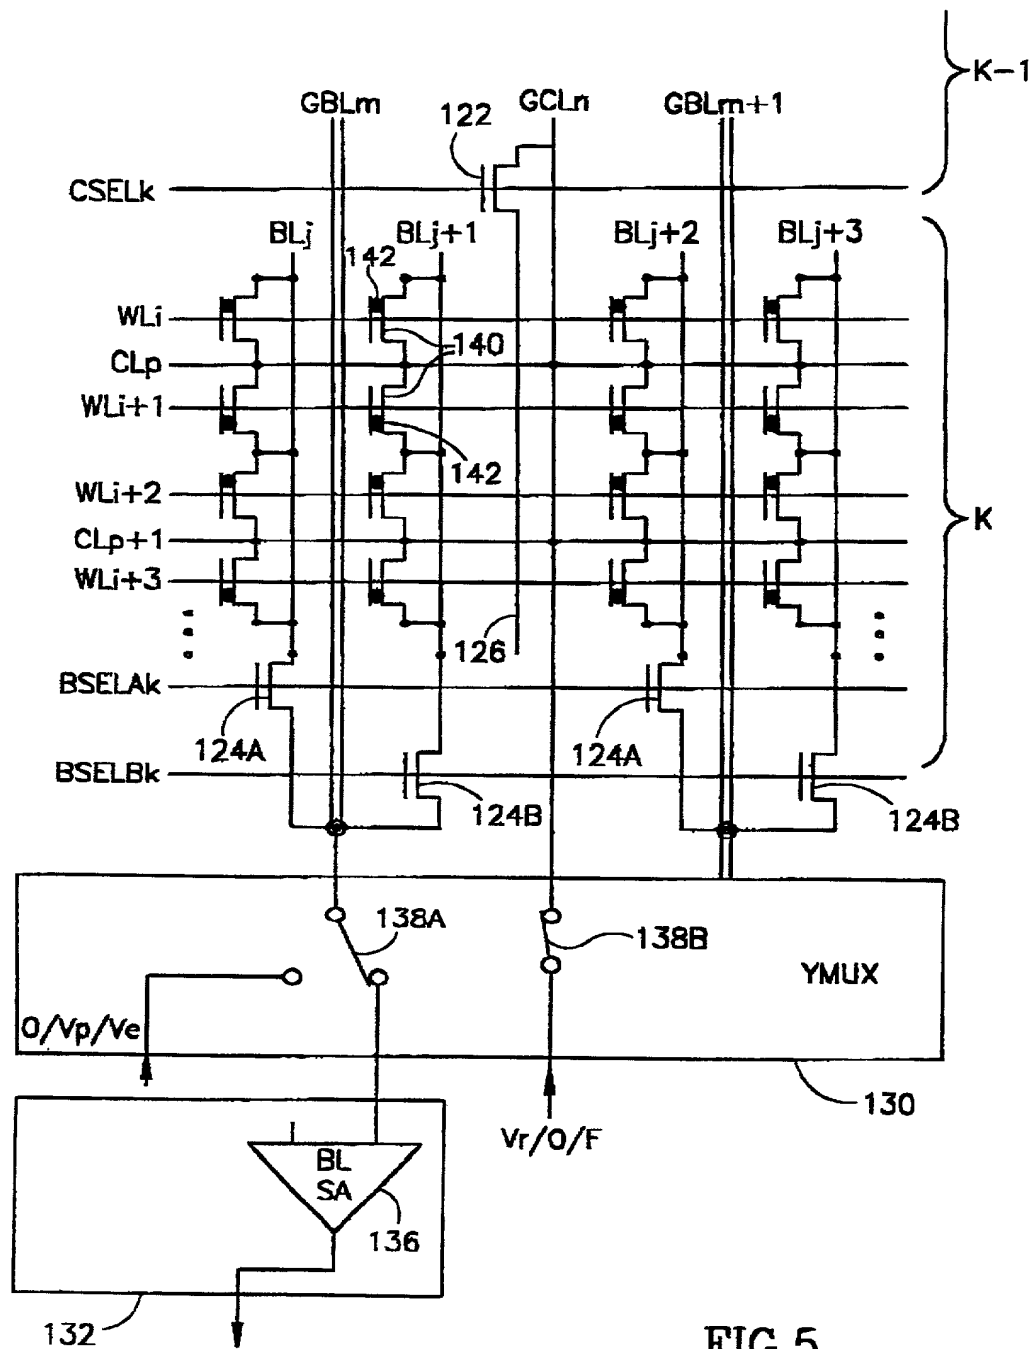 K-1
GBLm GCLn GBLm+1
122
CSELk
BLj BLj+1 BLj+2 BLj+3
142
WLi
140
CLp
WLi+1
142
WLi+2
CLp+1
K
WLi+3
126
BSELAk
124A 124A
BSELBk
124B 124B
138A
138B
YMUX
0/Vp/Ve
130
Vr/0/F
BL
SA
136
132
FIG.5